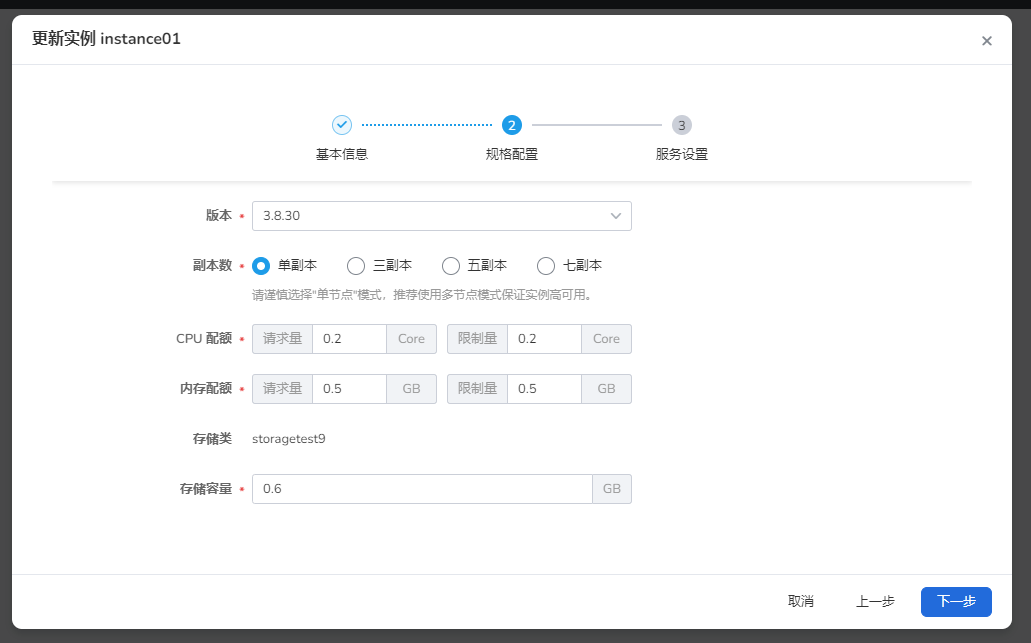 更新实例 instance01
2 3
基本信息 规格配置 服务设置
版本 3.8.30
副本数 单副本 三副本 五副本 七副本
请谨慎选择"单节点"模式，推荐使用多节点模式保证实例高可用。
CPU 配额 请求量 0.2 Core 限制量 0.2 Core
内存配额 请求量 0.5 GB 限制量 0.5 GB
存储类 storagetest9
存储容量 0.6 GB
取消 上一步 下一步